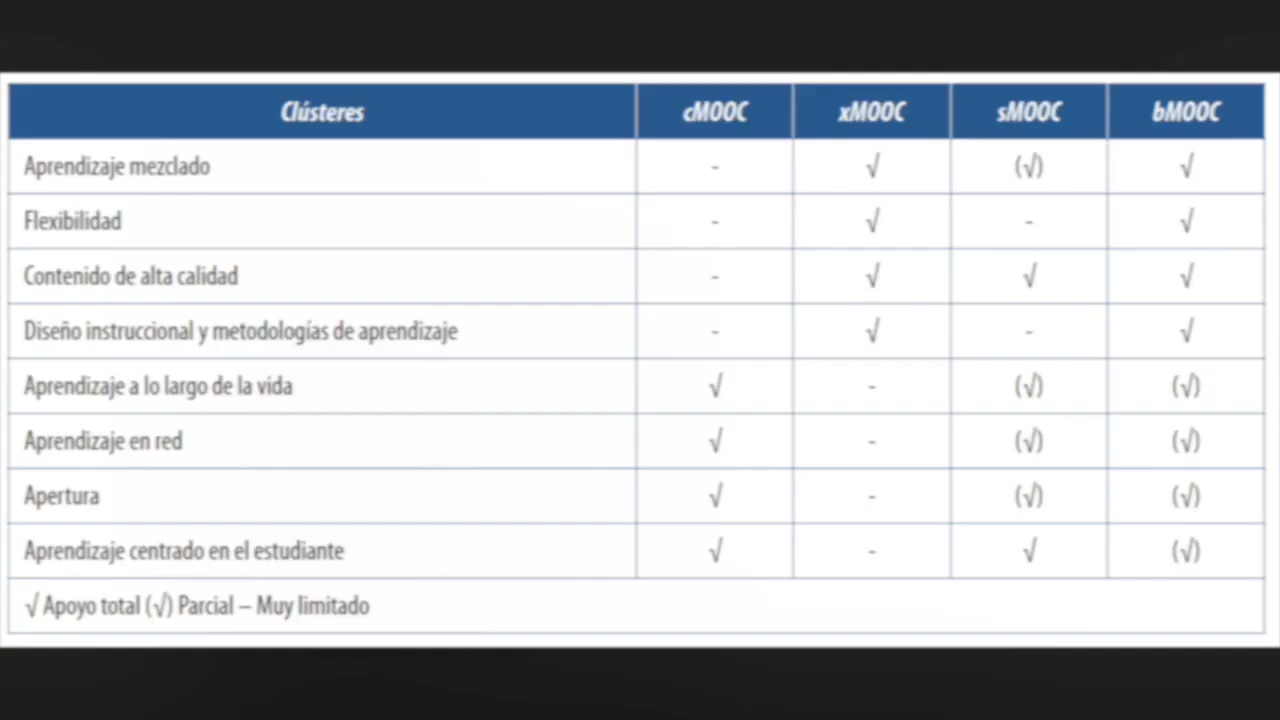 Clústeres cMOOC xMOOC sMOOC bMOOC
Aprendizaje mezclado - √ (√) √
Flexibilidad - √ - √
Contenido de alta calidad - √ √ √
Diseño instruccional y metodologías de aprendizaje - √ - √
Aprendizaje a lo largo de la vida √ - (√) (√)
Aprendizaje en red √ - (√) (√)
Apertura √ - (√) (√)
Aprendizaje centrado en el estudiante √ - √ (√)
√ Apoyo total (√) Parcial – Muy limitado